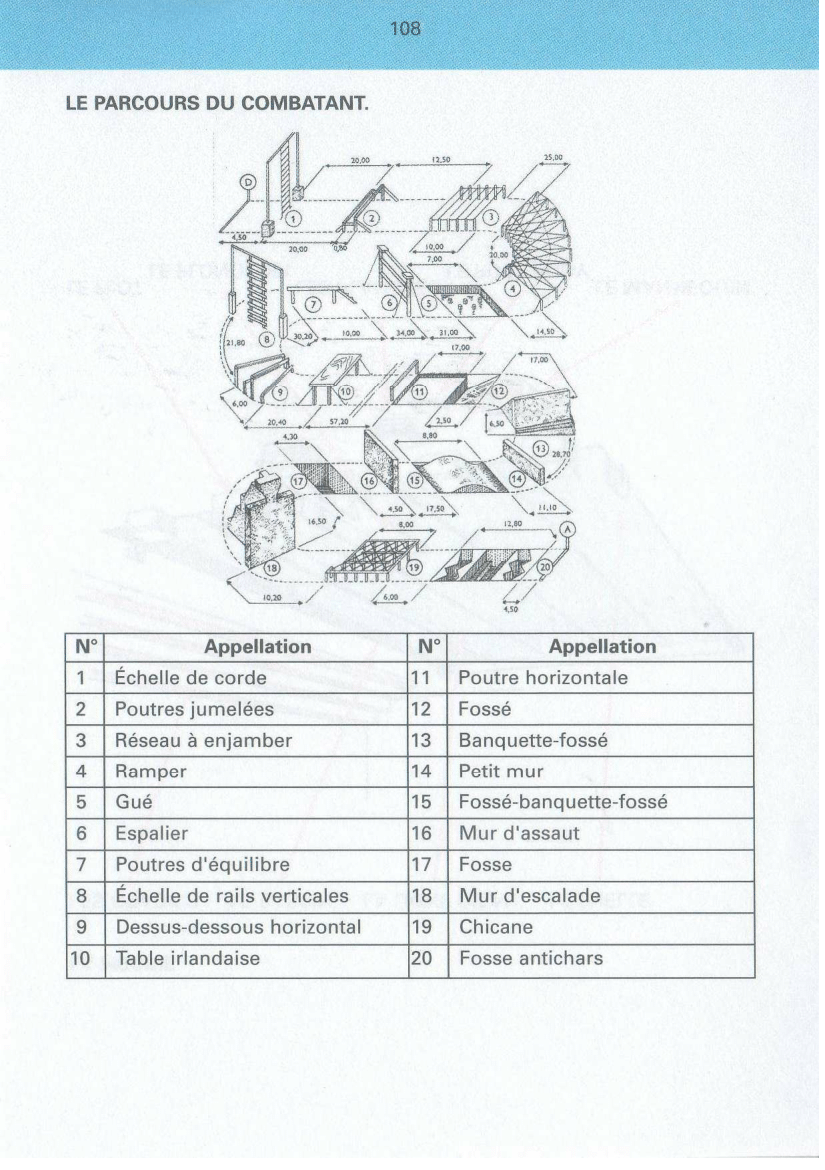 108
LE PARCOURS DU COMBATANT.
20,00 12,50 25,00
D
1 2 3
4,50 20,00 0,80 10,00 20,00
7,00
4
7 6 5
8
21,80 30,20 10,00 34,00 21,00 14,50
17,00 17,00
9 10 11 12
6,00
20,40 57,20 2,50 6,50
4,30 8,80 13 28,70
17 16 15 14
4,50 17,50 11,10
16,50 8,00 12,80 A
18 19 20
10,20 6,00 4,50
N° Appellation N° Appellation
1 Échelle de corde 11 Poutre horizontale
2 Poutres jumelées 12 Fossé
3 Réseau à enjamber 13 Banquette-fossé
4 Ramper 14 Petit mur
5 Gué 15 Fossé-banquette-fossé
6 Espalier 16 Mur d'assaut
7 Poutres d'équilibre 17 Fosse
8 Échelle de rails verticales 18 Mur d'escalade
9 Dessus-dessous horizontal 19 Chicane
10 Table irlandaise 20 Fosse antichars